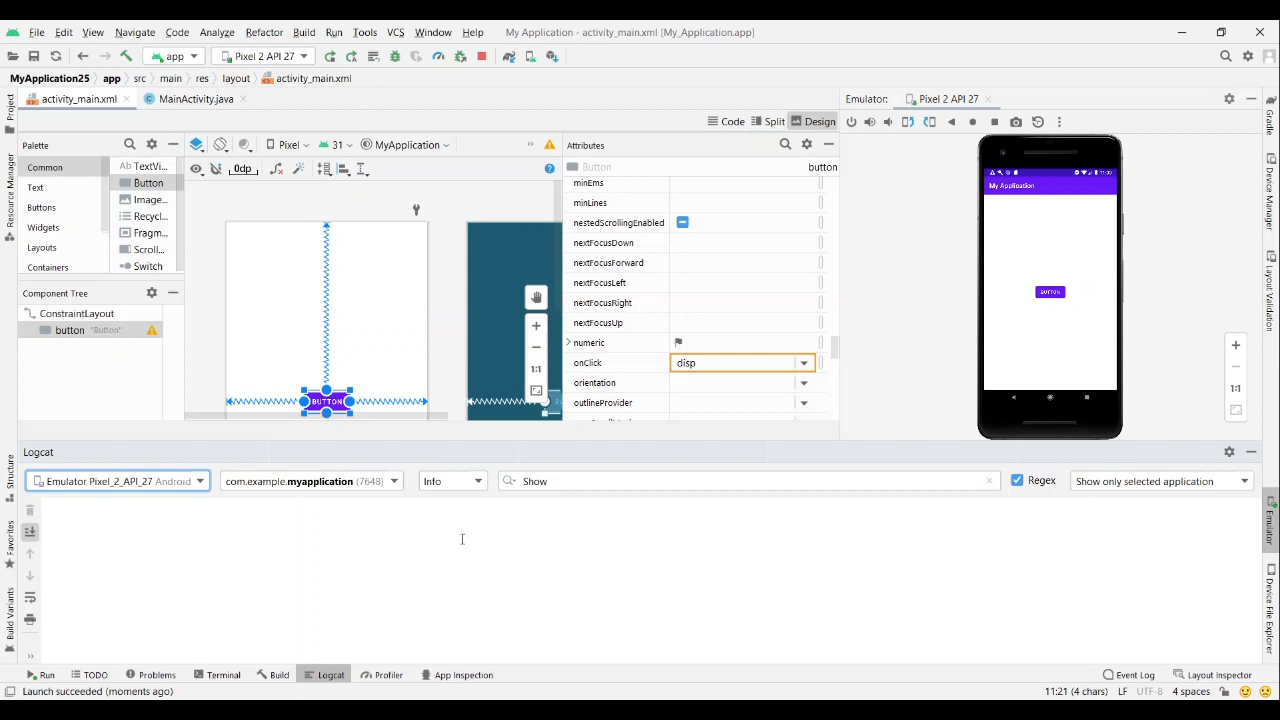 File Edit View Navigate Code Analyze Refactor Build Run Tools VCS Window Help My Application - activity_main.xml [My_Application.app]
app Pixel 2 API 27
MyApplication25 app src main res layout activity_main.xml
activity_main.xml MainActivity.java Emulator: Pixel 2 API 27
Code Split Design
Palette Pixel 31 MyApplication Attributes
Common
Text
Buttons
Widgets
Layouts
Containers
Ab TextVi...
Button
Image...
Recycl...
Fragm...
Scroll...
Switch
0dp
Component Tree
ConstraintLayout
button "Button"
BUTTON
1:1
Button button
minEms
minLines
nestedScrollingEnabled
nextFocusDown
nextFocusForward
nextFocusLeft
nextFocusRight
nextFocusUp
numeric
onClick disp
orientation
outlineProvider
My Application
BUTTON
1:1
Logcat
Emulator Pixel_2_API_27 Android com.example.myapplication (7648) Info Show Regex Show only selected application
Run TODO Problems Terminal Build Logcat Profiler App Inspection Event Log Layout Inspector
Launch succeeded (moments ago) 11:21 (4 chars) LF UTF-8 4 spaces
Project
Resource Manager
Structure
Favorites
Build Variants
Gradle
Device Manager
Layout Validation
Emulator
Device File Explorer